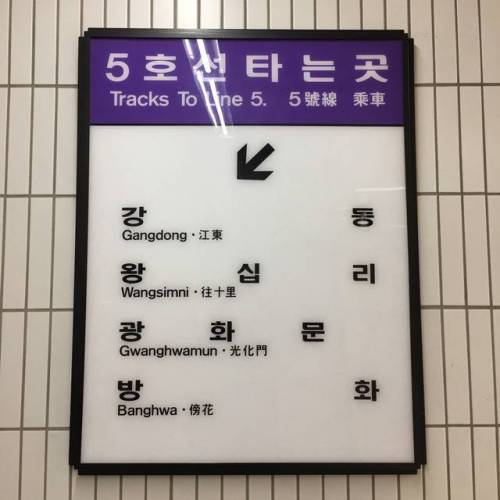 5호선타는곳
Tracks To Line 5. 5號線 乘車
강동
Gangdong·江東
왕십리
Wangsimni·往十里
광화문
Gwanghwamun·光化門
방화
Banghwa·傍花